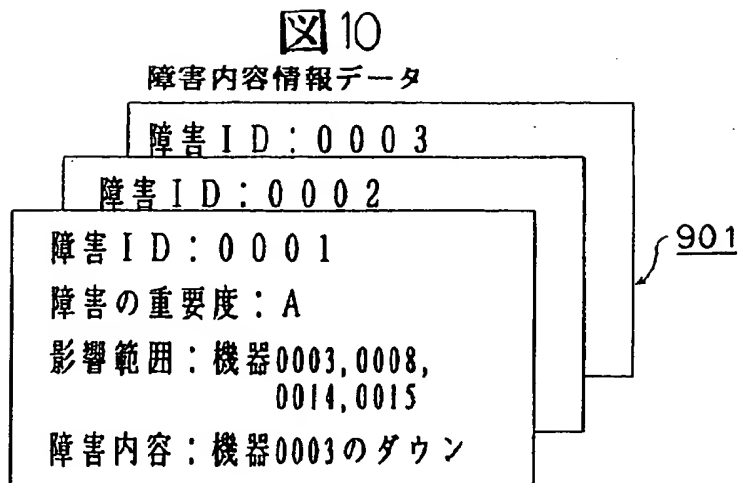 図10
障害内容情報データ
障害ID:0003
障害ID:0002
障害ID:0001
障害の重要度:A
影響範囲:機器0003,0008,
0014,0015
障害内容:機器0003のダウン
901